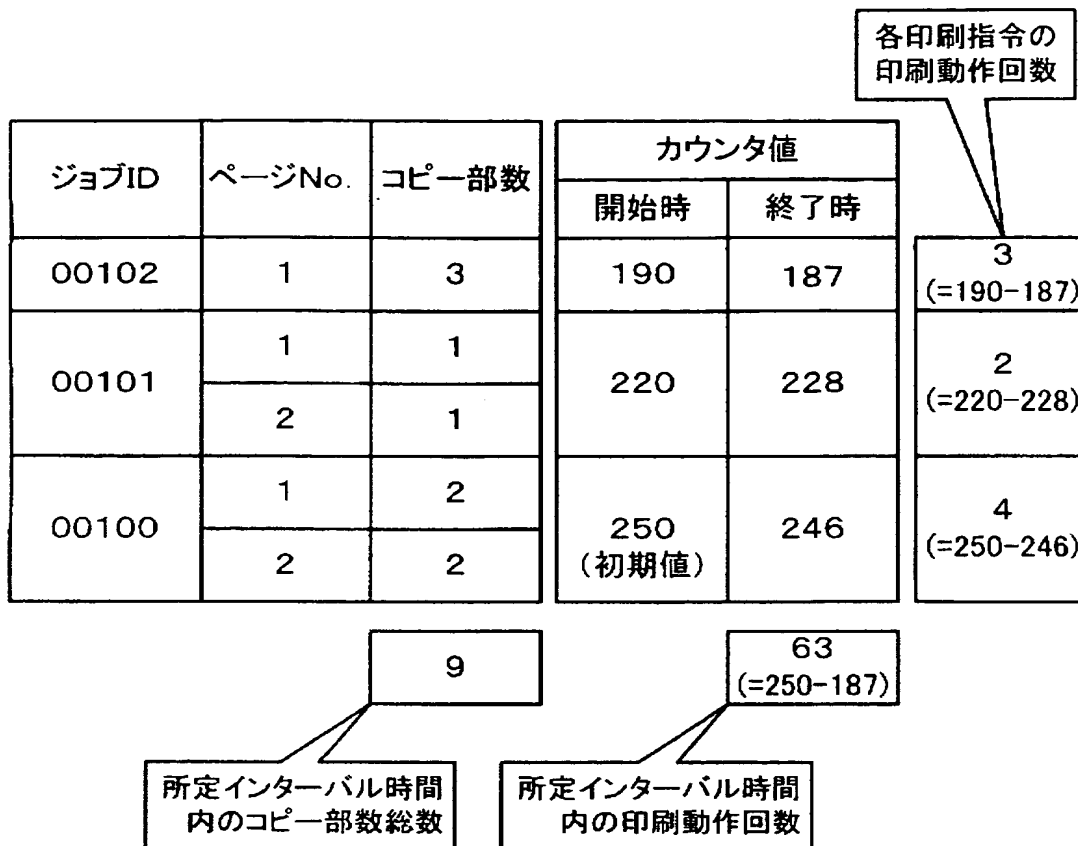 各印刷指令の
印刷動作回数
ジョブID ページNo. コピー部数 カウンタ値
開始時 終了時
00102 1 3 190 187 3
(=190-187)
00101 1 1 220 228 2
(=220-228)
2 1
00100 1 2 250 246 4
(初期値) (=250-246)
2 2
9 63
(=250-187)
所定インターバル時間 所定インターバル時間
内のコピー部数総数 内の印刷動作回数